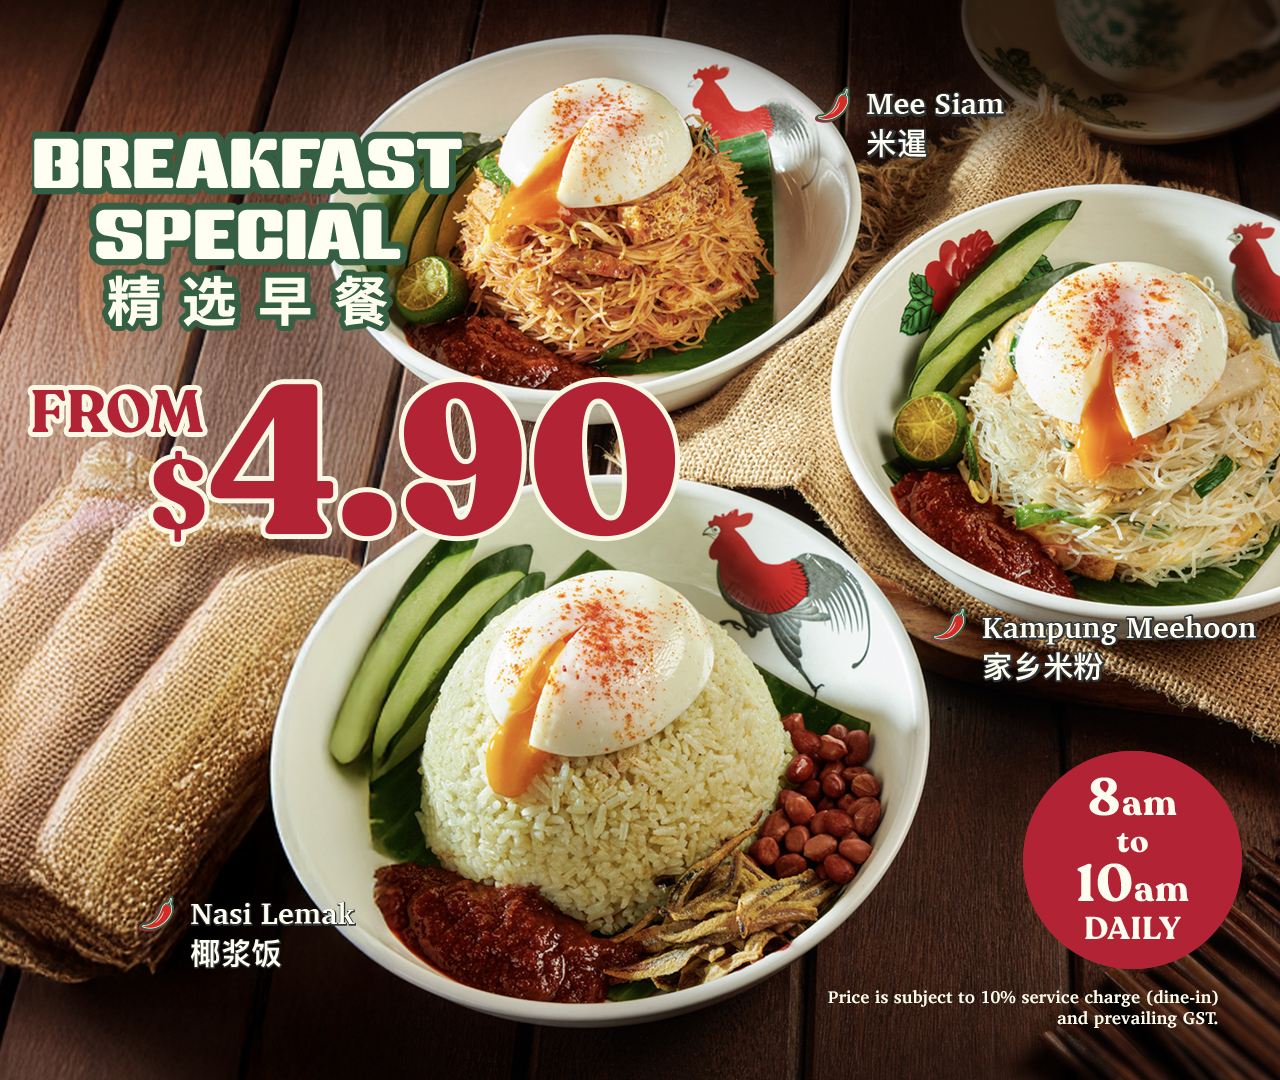 BREAKFAST
SPECIAL
精选早餐
FROM
$4.90
Mee Siam
米暹
Kampung Meehoon
家乡米粉
Nasi Lemak
椰浆饭
8am
to
10am
DAILY
Price is subject to 10% service charge (dine-in)
and prevailing GST.